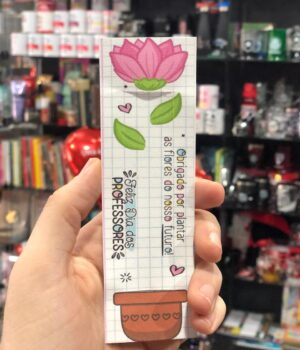 Obrigado por plantar
as flores do nosso futuro!
Feliz Dia dos
PROFESSORES